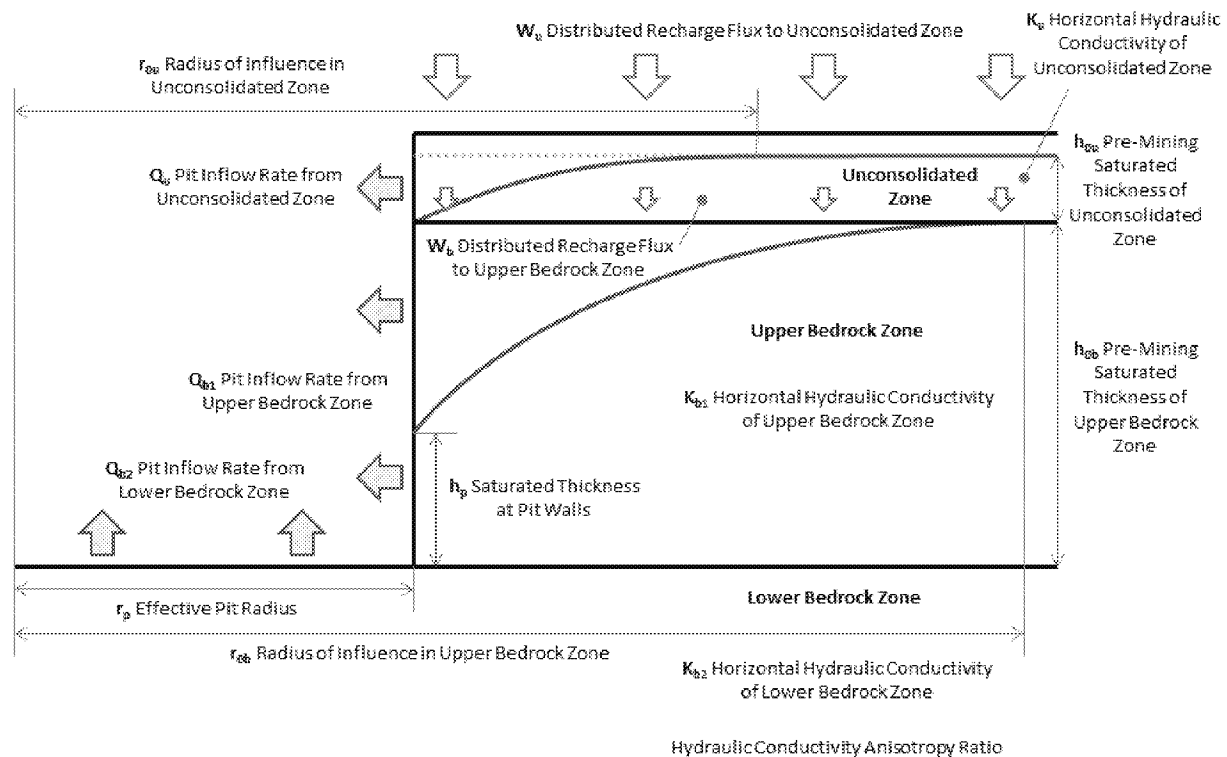 W_u Distributed Recharge Flux to Unconsolidated Zone
K_u Horizontal Hydraulic
Conductivity of
Unconsolidated Zone
r_0u Radius of Influence in
Unconsolidated Zone
h_0u Pre-Mining
Saturated
Thickness of
Unconsolidated
Zone
Q_u Pit Inflow Rate from
Unconsolidated Zone
Unconsolidated
Zone
W_b Distributed Recharge Flux
to Upper Bedrock Zone
Upper Bedrock Zone
h_0b Pre-Mining
Saturated
Thickness of
Upper Bedrock
Zone
Q_b1 Pit Inflow Rate from
Upper Bedrock Zone
K_b1 Horizontal Hydraulic Conductivity
of Upper Bedrock Zone
Q_b2 Pit Inflow Rate from
Lower Bedrock Zone
h_p Saturated Thickness
at Pit Walls
r_p Effective Pit Radius
Lower Bedrock Zone
r_0b Radius of Influence in Upper Bedrock Zone
K_b2 Horizontal Hydraulic Conductivity
of Lower Bedrock Zone
Hydraulic Conductivity Anisotropy Ratio